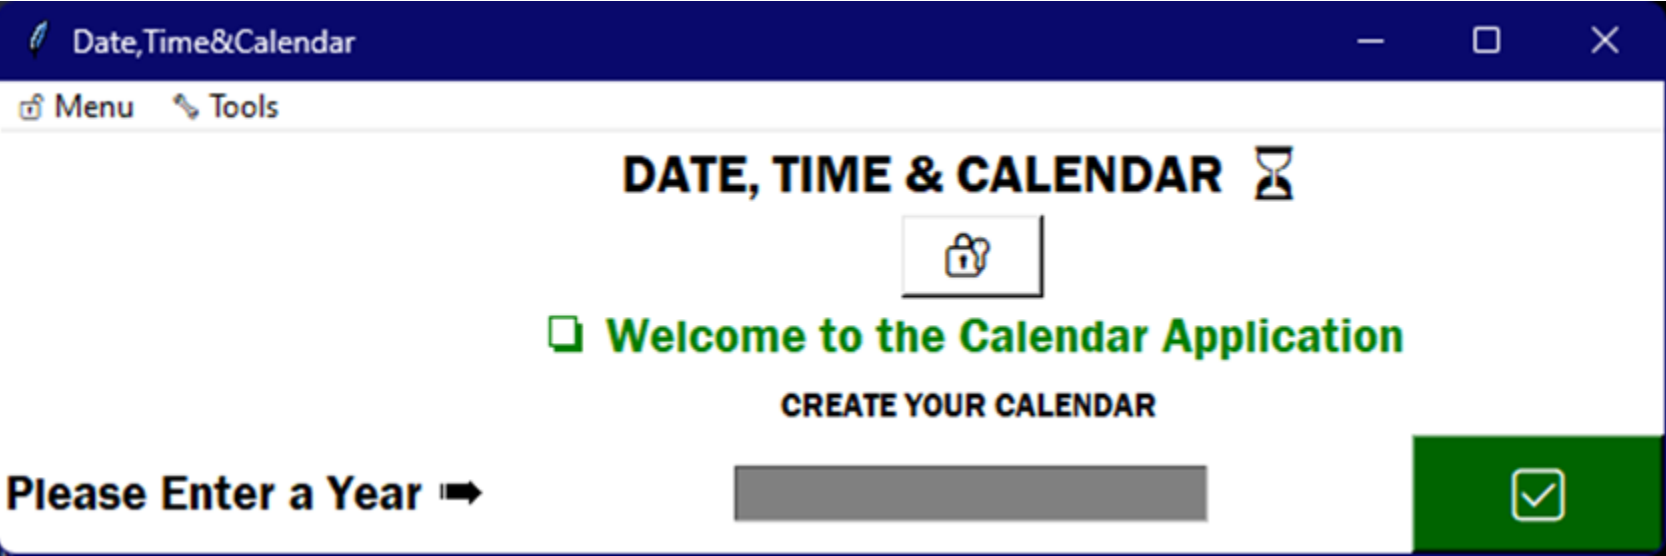 Date,Time&Calendar
Menu Tools
DATE, TIME & CALENDAR
Welcome to the Calendar Application
CREATE YOUR CALENDAR
Please Enter a Year